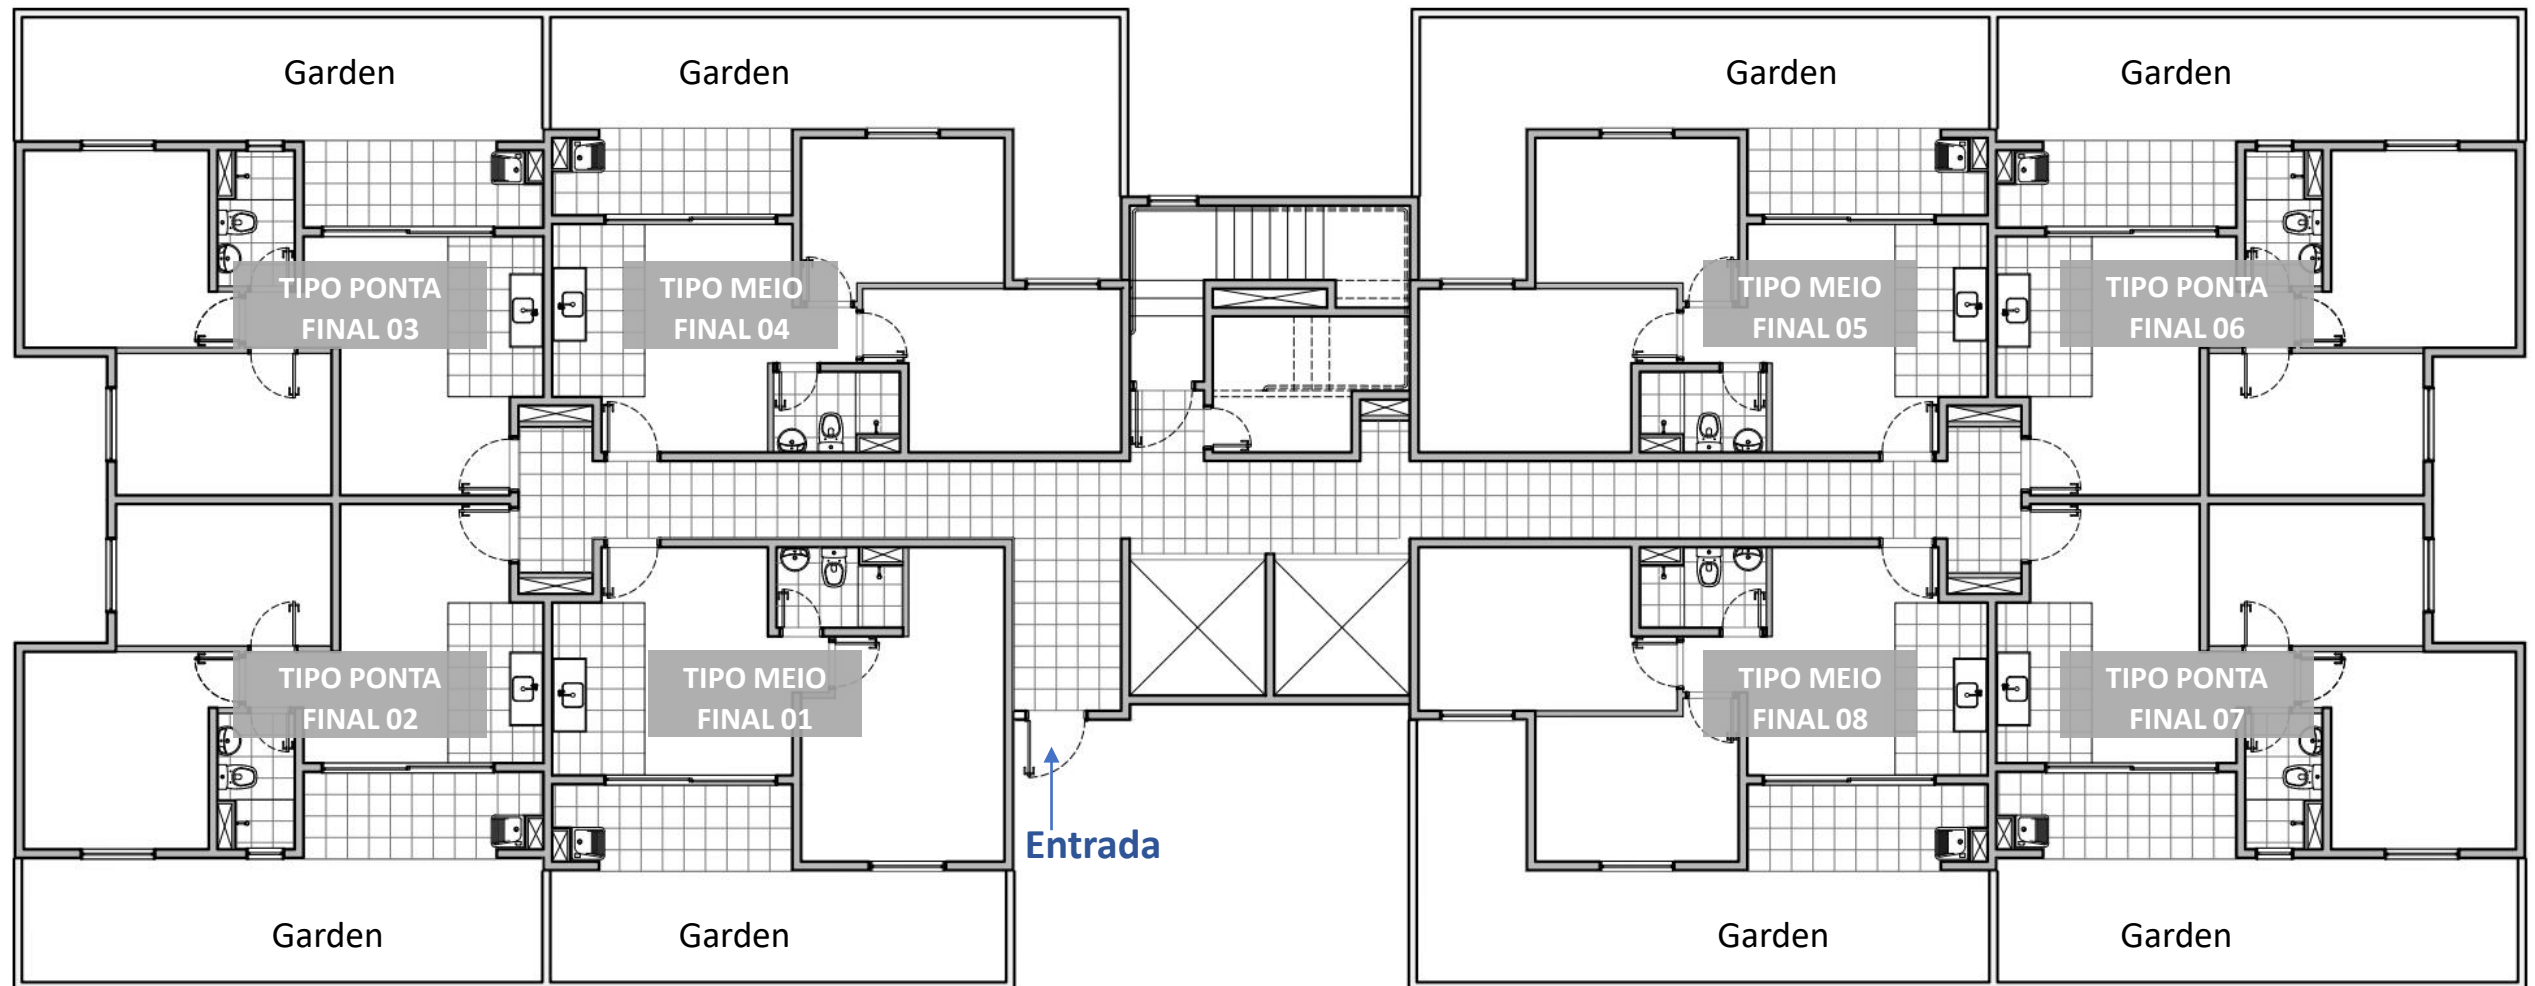 Garden
Garden
Garden
Garden
TIPO PONTA
FINAL 03
TIPO MEIO
FINAL 04
TIPO MEIO
FINAL 05
TIPO PONTA
FINAL 06
TIPO PONTA
FINAL 02
TIPO MEIO
FINAL 01
TIPO MEIO
FINAL 08
TIPO PONTA
FINAL 07
Entrada
Garden
Garden
Garden
Garden